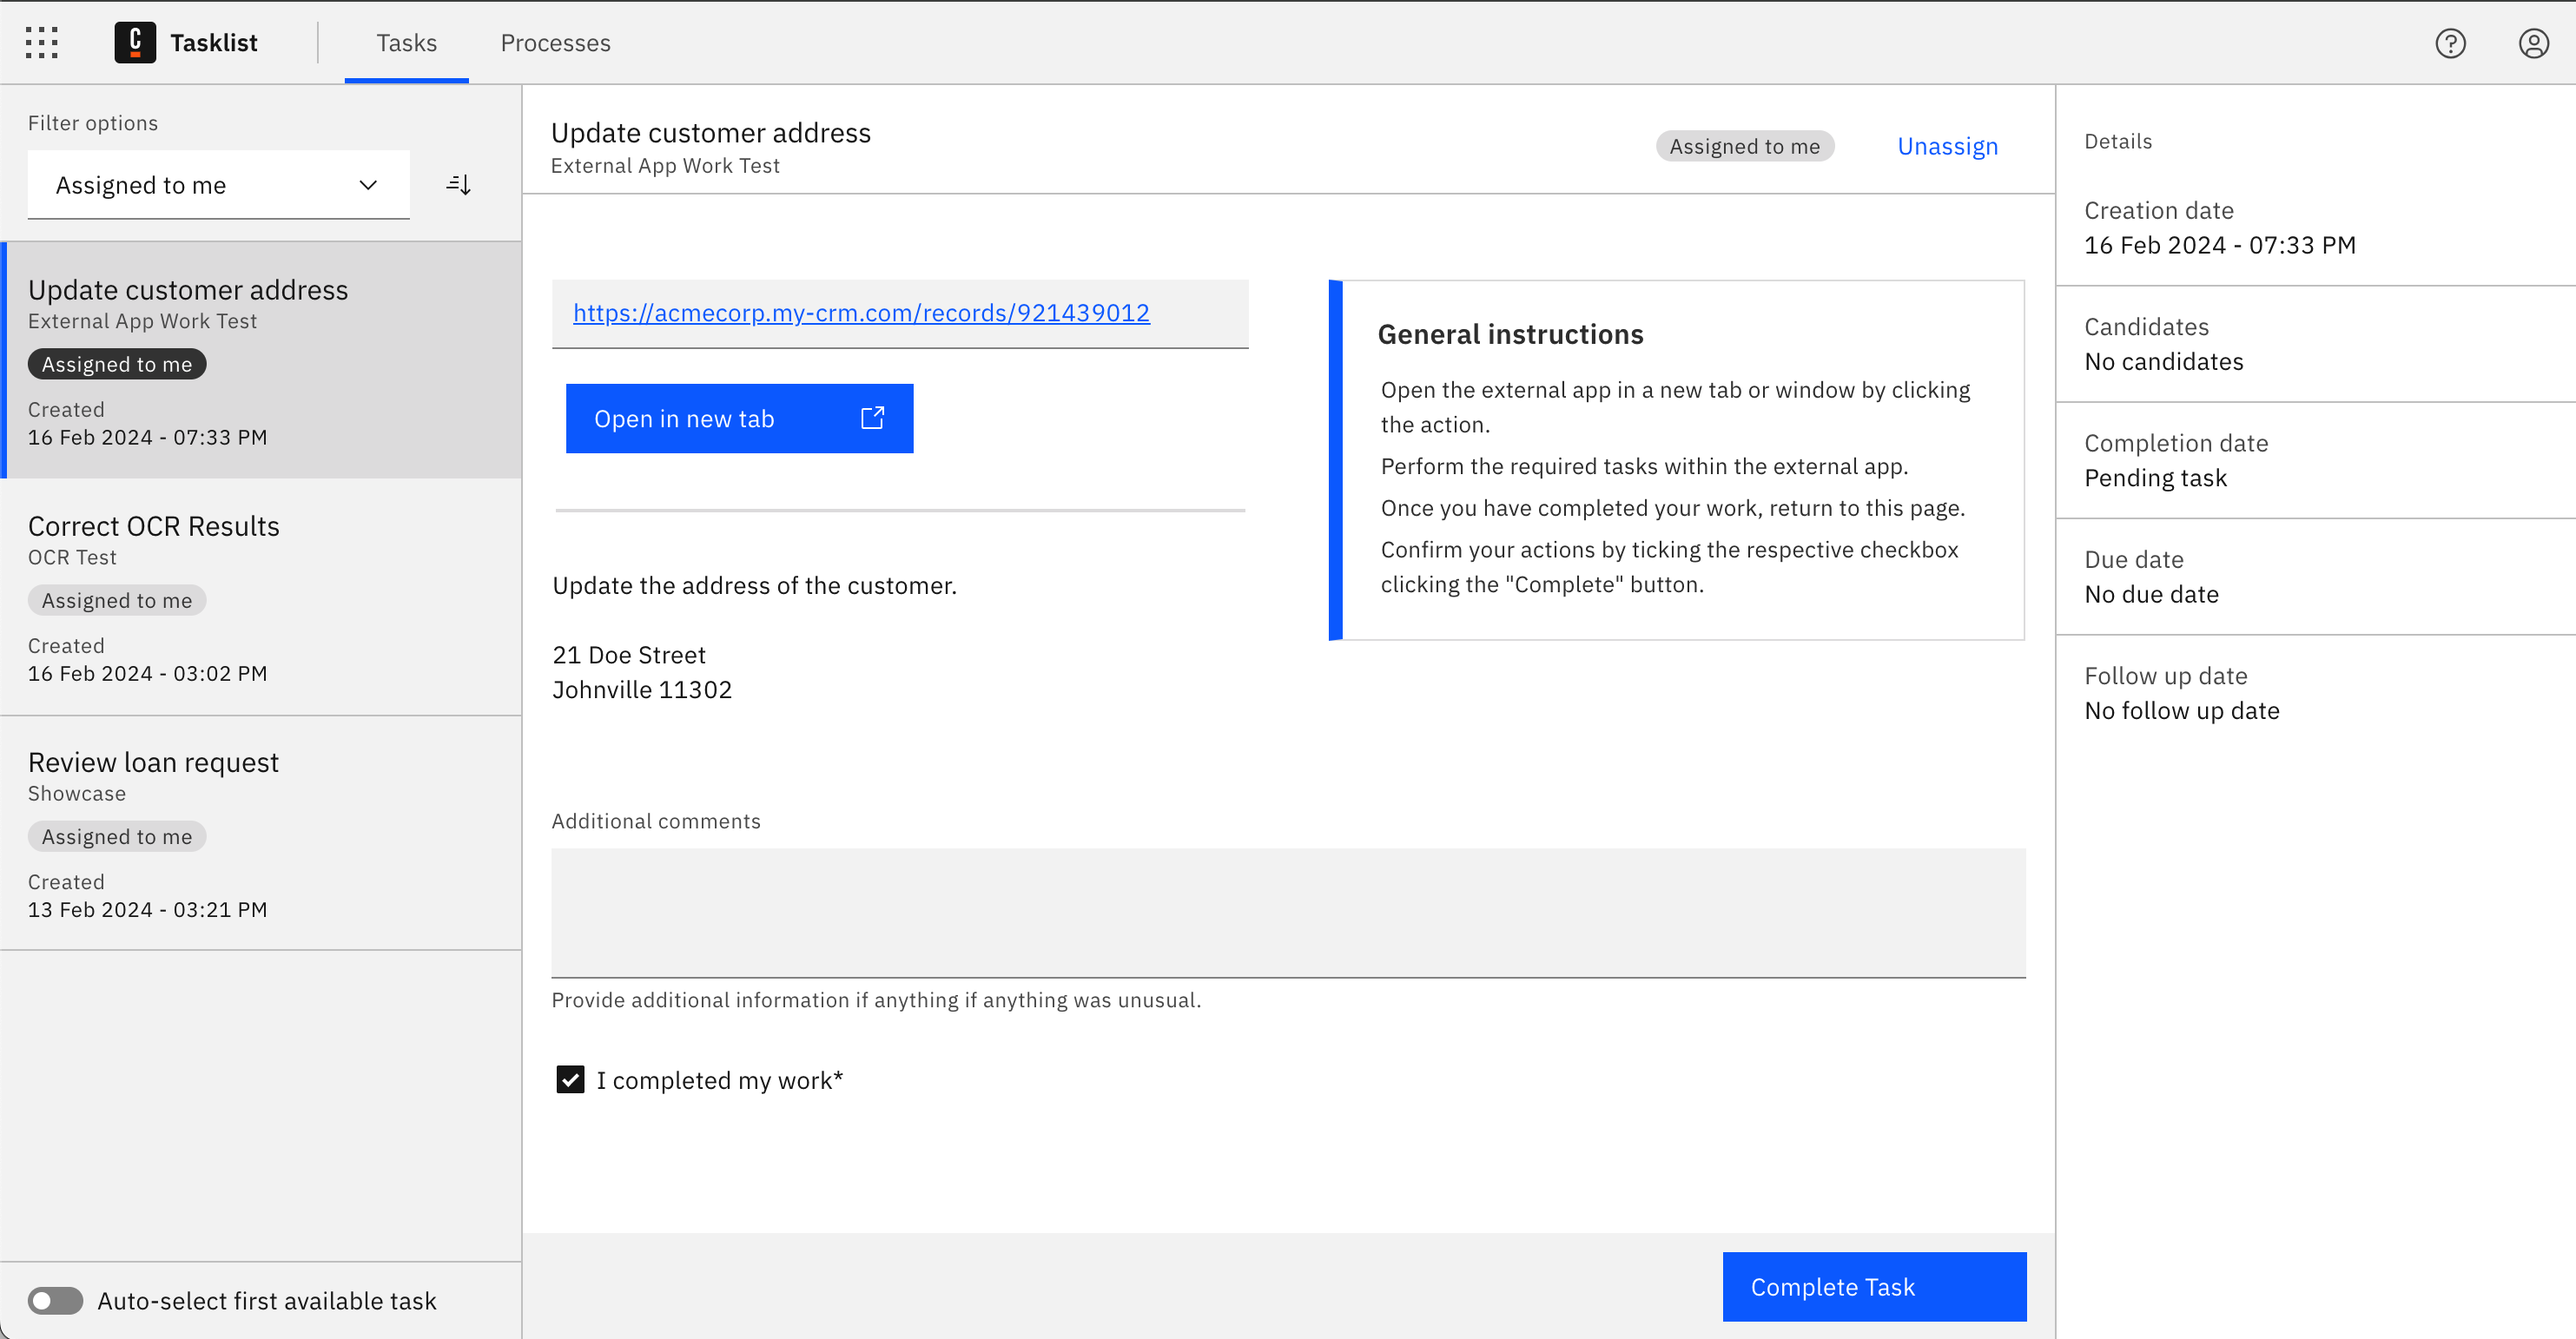 Tasklist
Tasks
Processes
Filter options
Assigned to me
Update customer address
External App Work Test
Assigned to me
Created
16 Feb 2024 - 07:33 PM
Correct OCR Results
OCR Test
Assigned to me
Created
16 Feb 2024 - 03:02 PM
Review loan request
Showcase
Assigned to me
Created
13 Feb 2024 - 03:21 PM
Auto-select first available task
Update customer address
External App Work Test
Assigned to me
Unassign
https://acmecorp.my-crm.com/records/921439012
Open in new tab
Update the address of the customer.
21 Doe Street
Johnville 11302
General instructions
Open the external app in a new tab or window by clicking
the action.
Perform the required tasks within the external app.
Once you have completed your work, return to this page.
Confirm your actions by ticking the respective checkbox
clicking the "Complete" button.
Additional comments
Provide additional information if anything if anything was unusual.
I completed my work*
Complete Task
Details
Creation date
16 Feb 2024 - 07:33 PM
Candidates
No candidates
Completion date
Pending task
Due date
No due date
Follow up date
No follow up date